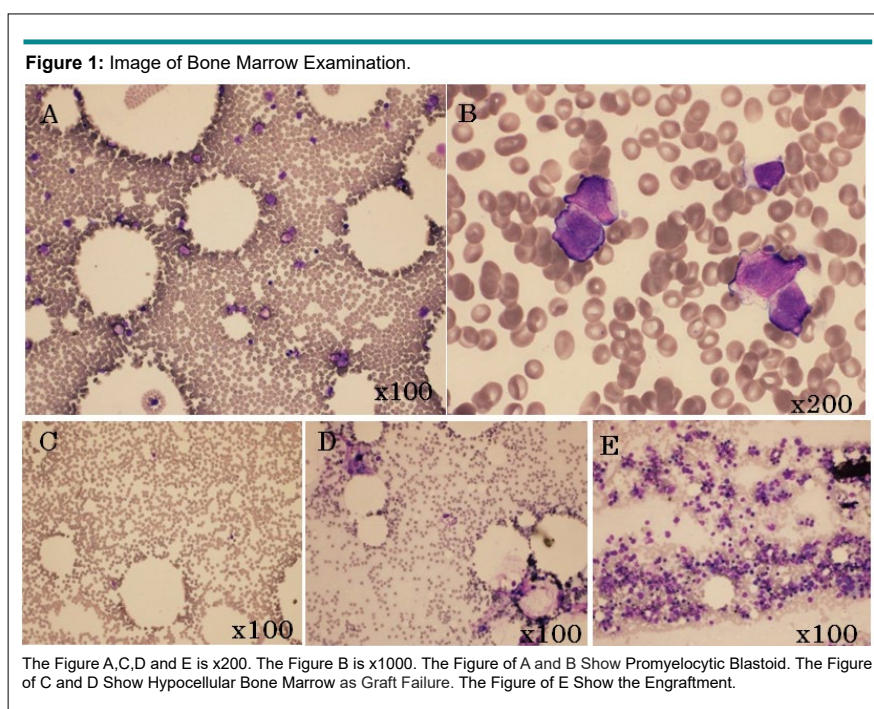 Figure 1: Image of Bone Marrow Examination.
A
x100
B
x200
C
x100
D
x100
E
x100
The Figure A,C,D and E is x200. The Figure B is x1000. The Figure of A and B Show Promyelocytic Blastoid. The Figure
of C and D Show Hypocellular Bone Marrow as Graft Failure. The Figure of E Show the Engraftment.